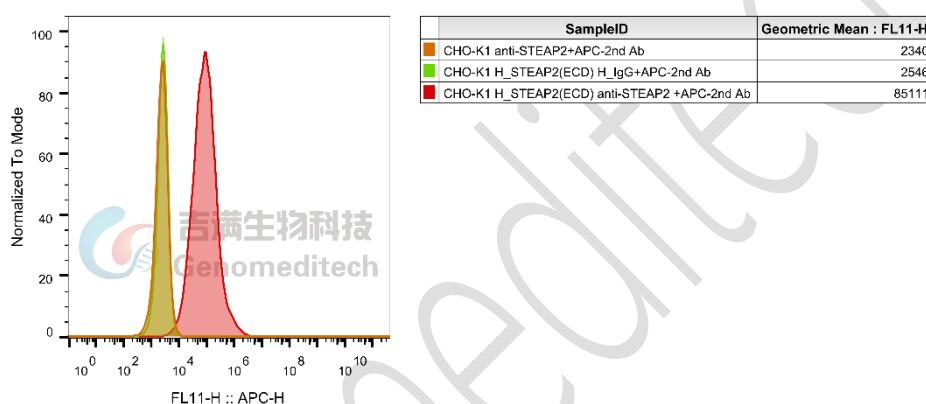 SampleID Geometric Mean : FL11-H
CHO-K1 anti-STEAP2+APC-2nd Ab 2340
CHO-K1 H_STEAP2(ECD) H_IgG+APC-2nd Ab 2546
CHO-K1 H_STEAP2(ECD) anti-STEAP2 +APC-2nd Ab 85111
Normalized To Mode
100
80
60
40
20
0
10^0 10^2 10^4 10^6 10^8 10^10
FL11-H :: APC-H
吉满生物科技
Genomeditech
editech